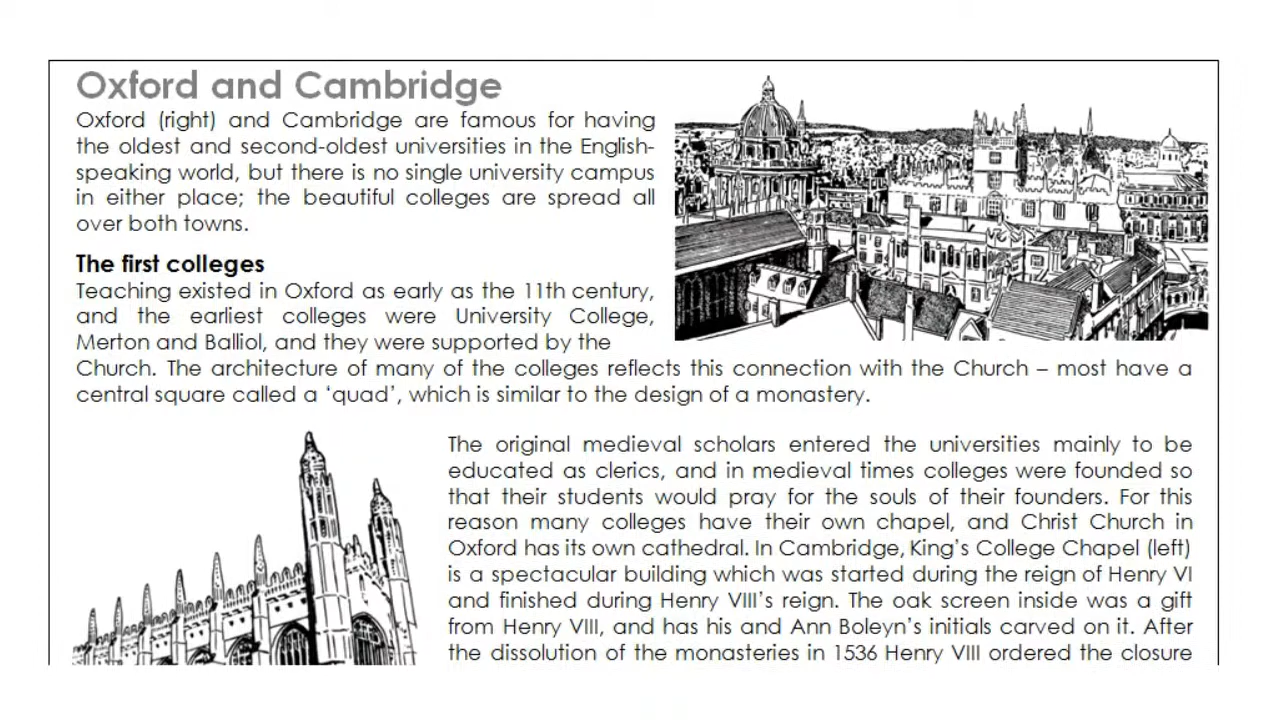 Oxford and Cambridge
Oxford (right) and Cambridge are famous for having
the oldest and second-oldest universities in the English-
speaking world, but there is no single university campus
in either place; the beautiful colleges are spread all
over both towns.
The first colleges
Teaching existed in Oxford as early as the 11th century,
and the earliest colleges were University College,
Merton and Balliol, and they were supported by the
Church. The architecture of many of the colleges reflects this connection with the Church – most have a
central square called a ‘quad’, which is similar to the design of a monastery.
The original medieval scholars entered the universities mainly to be
educated as clerics, and in medieval times colleges were founded so
that their students would pray for the souls of their founders. For this
reason many colleges have their own chapel, and Christ Church in
Oxford has its own cathedral. In Cambridge, King’s College Chapel (left)
is a spectacular building which was started during the reign of Henry VI
and finished during Henry VIII’s reign. The oak screen inside was a gift
from Henry VIII, and has his and Ann Boleyn’s initials carved on it. After
the dissolution of the monasteries in 1536 Henry VIII ordered the closure